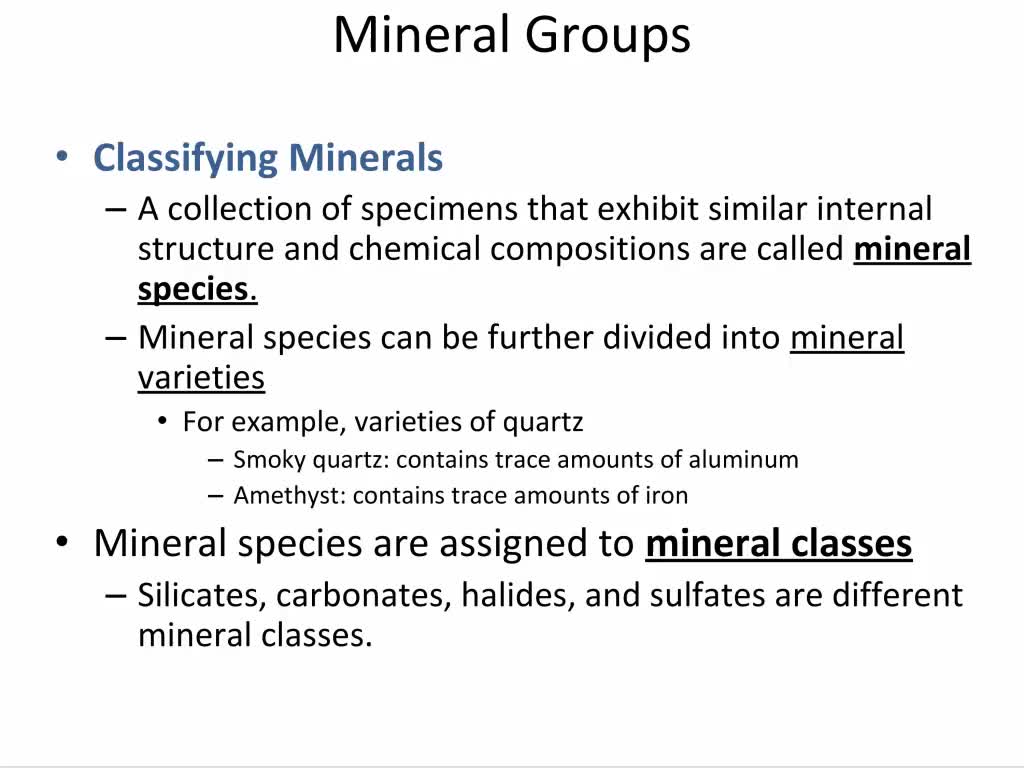 Mineral Groups
• Classifying Minerals
– A collection of specimens that exhibit similar internal
structure and chemical compositions are called mineral
species.
– Mineral species can be further divided into mineral
varieties
• For example, varieties of quartz
– Smoky quartz: contains trace amounts of aluminum
– Amethyst: contains trace amounts of iron
• Mineral species are assigned to mineral classes
– Silicates, carbonates, halides, and sulfates are different
mineral classes.